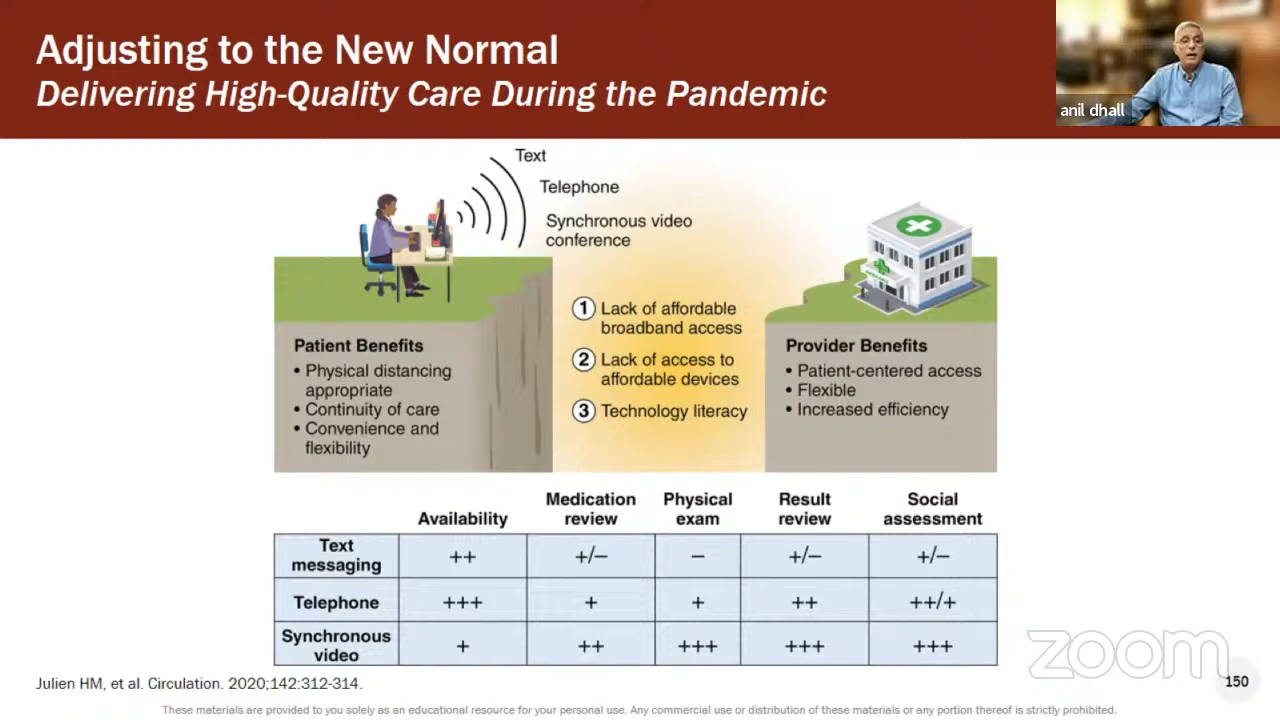 Adjusting to the New Normal
Delivering High-Quality Care During the Pandemic
anil dhall
Text
Telephone
Synchronous video
conference
1 Lack of affordable
broadband access
2 Lack of access to
affordable devices
3 Technology literacy
Patient Benefits
• Physical distancing
appropriate
• Continuity of care
• Convenience and
flexibility
Provider Benefits
• Patient-centered access
• Flexible
• Increased efficiency
Availability Medication review Physical exam Result review Social assessment
Text messaging ++ +/− − +/− +/−
Telephone +++ + + ++ ++/+
Synchronous video + ++ +++ +++ +++
zoom
Julien HM, et al. Circulation. 2020;142:312-314.
150
These materials are provided to you solely as an educational resource for your personal use. Any commercial use or distribution of these materials or any portion thereof is strictly prohibited.